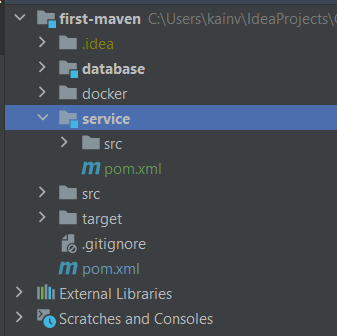 first-maven C:\Users\kainv\IdeaProjects\
.idea
database
docker
service
src
pom.xml
src
target
.gitignore
pom.xml
External Libraries
Scratches and Consoles